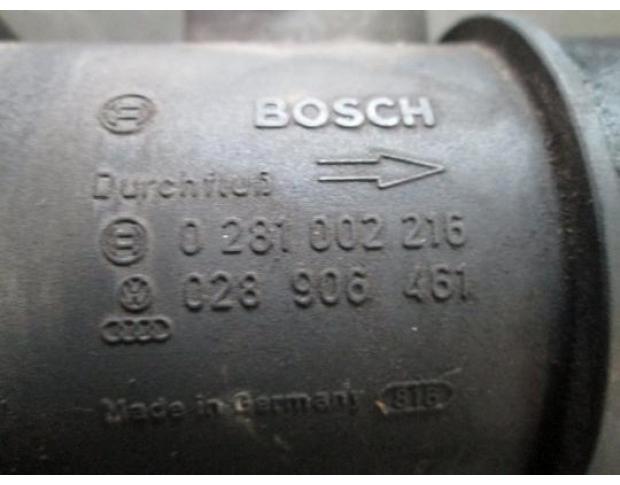 BOSCH
Durchfluß
0 281 002 216
028 906 461
Made in Germany 816